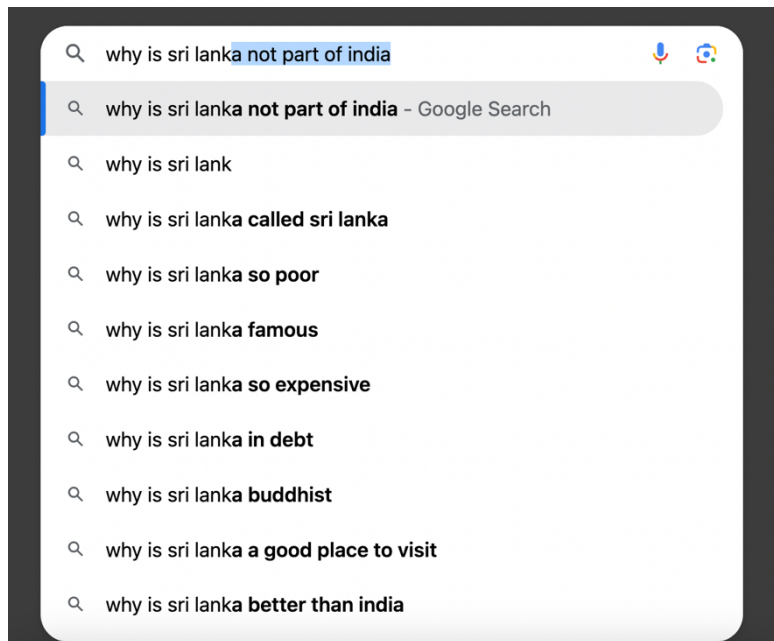 why is sri lanka not part of india
why is sri lanka not part of india - Google Search
why is sri lank
why is sri lanka called sri lanka
why is sri lanka so poor
why is sri lanka famous
why is sri lanka so expensive
why is sri lanka in debt
why is sri lanka buddhist
why is sri lanka a good place to visit
why is sri lanka better than india